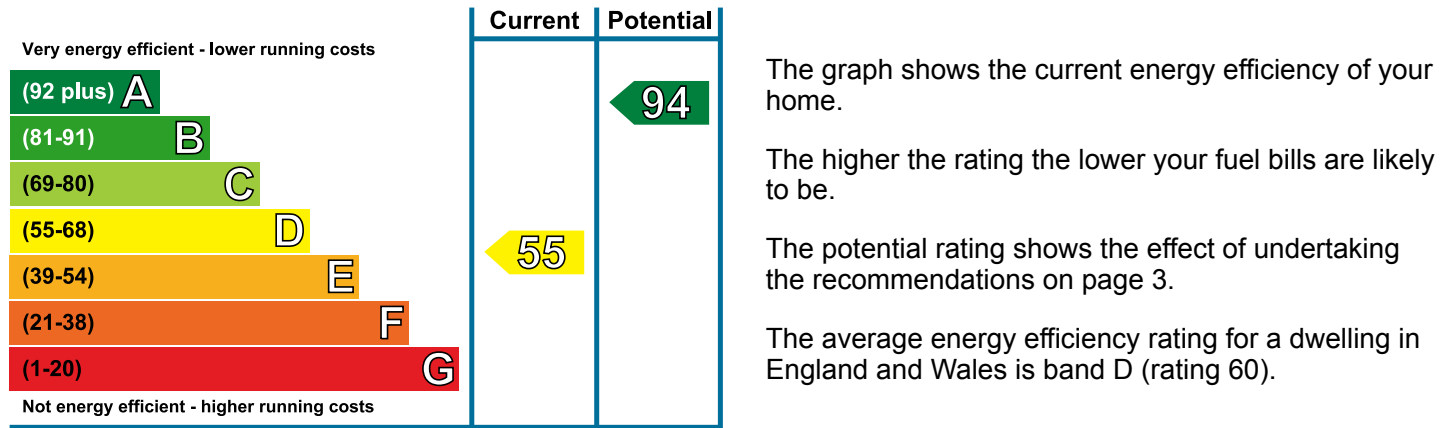 Current Potential
Very energy efficient - lower running costs
(92 plus) A
94
(81-91) B
(69-80) C
(55-68) D
55
(39-54) E
(21-38) F
(1-20) G
Not energy efficient - higher running costs
The graph shows the current energy efficiency of your
home.
The higher the rating the lower your fuel bills are likely
to be.
The potential rating shows the effect of undertaking
the recommendations on page 3.
The average energy efficiency rating for a dwelling in
England and Wales is band D (rating 60).